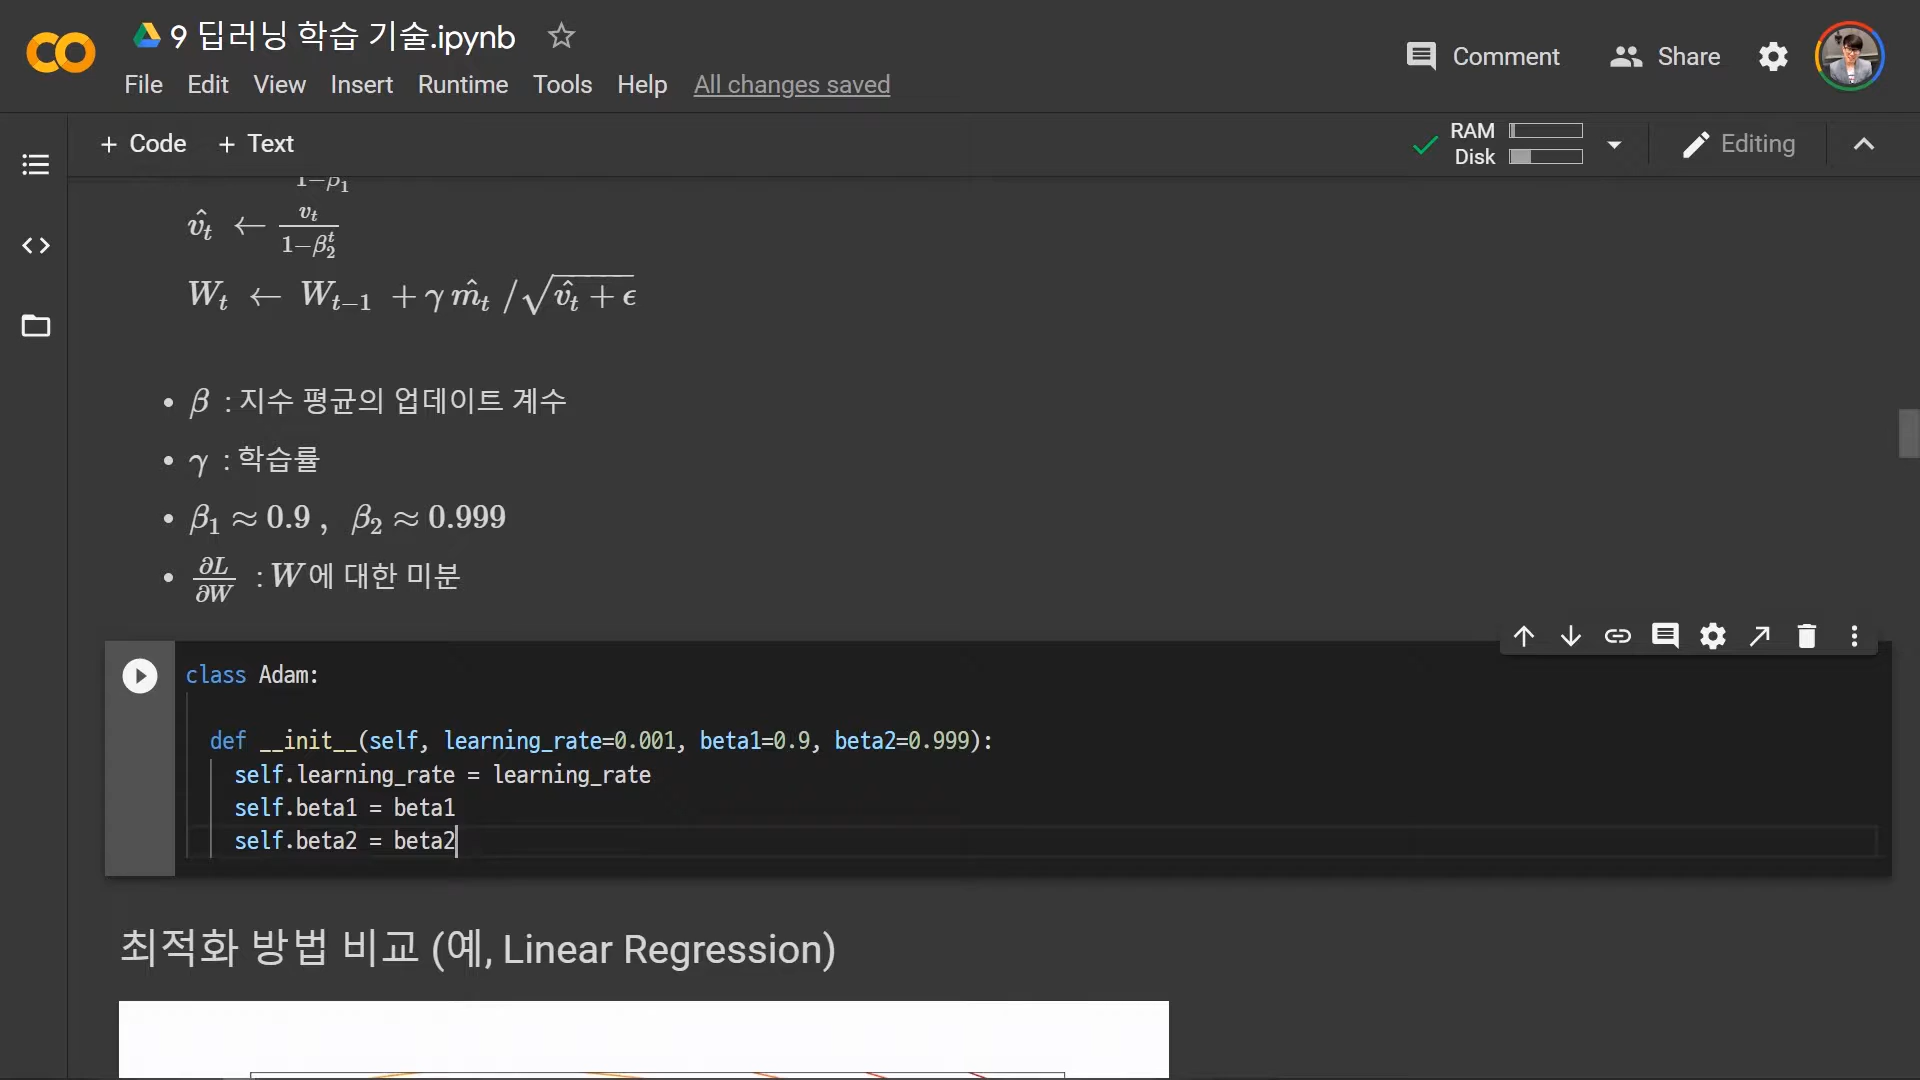 9 딥러닝 학습 기술.ipynb
File Edit View Insert Runtime Tools Help All changes saved
Comment Share
+ Code + Text
RAM
Disk
Editing
1−β₁
v̂ₜ ← vₜ / 1−β₂ᵗ
Wₜ ← Wₜ₋₁ + γ m̂ₜ /√(v̂ₜ + ϵ)
• β : 지수 평균의 업데이트 계수
• γ : 학습률
• β₁ ≈ 0.9 , β₂ ≈ 0.999
• ∂L/∂W : W에 대한 미분
class Adam:
def __init__(self, learning_rate=0.001, beta1=0.9, beta2=0.999):
self.learning_rate = learning_rate
self.beta1 = beta1
self.beta2 = beta2
최적화 방법 비교 (예, Linear Regression)